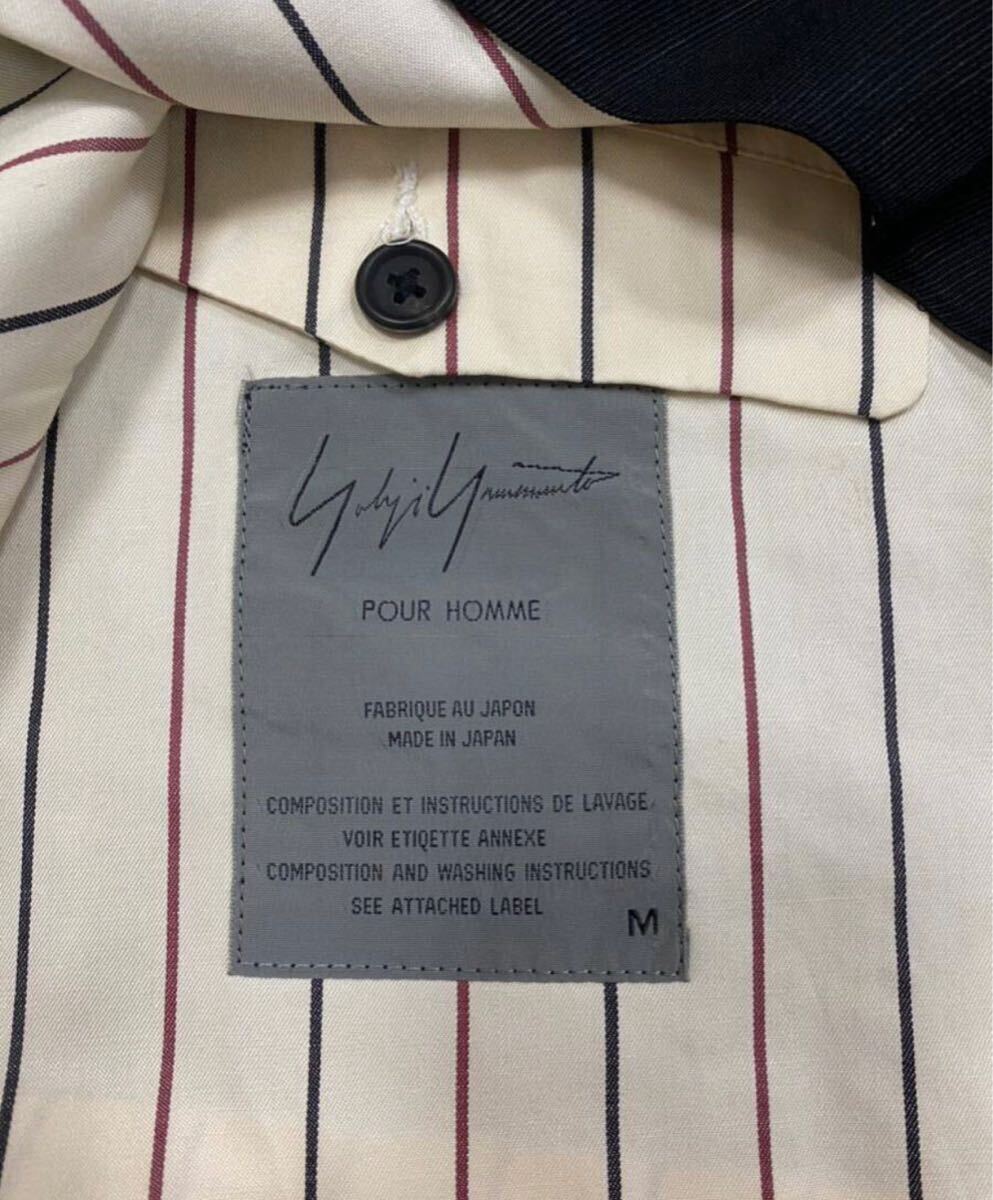 Yohji Yamamoto
POUR HOMME
FABRIQUE AU JAPON
MADE IN JAPAN
COMPOSITION ET INSTRUCTIONS DE LAVAGE
VOIR ETIQETTE ANNEXE
COMPOSITION AND WASHING INSTRUCTIONS
SEE ATTACHED LABEL
M